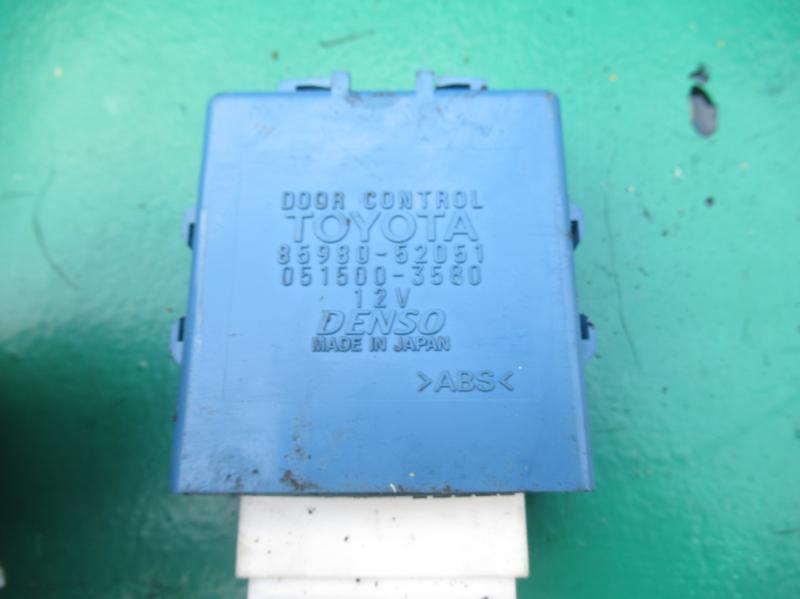 DOOR CONTROL
TOYOTA
85980-52051
051500-3580
12V
DENSO
MADE IN JAPAN
>ABS<